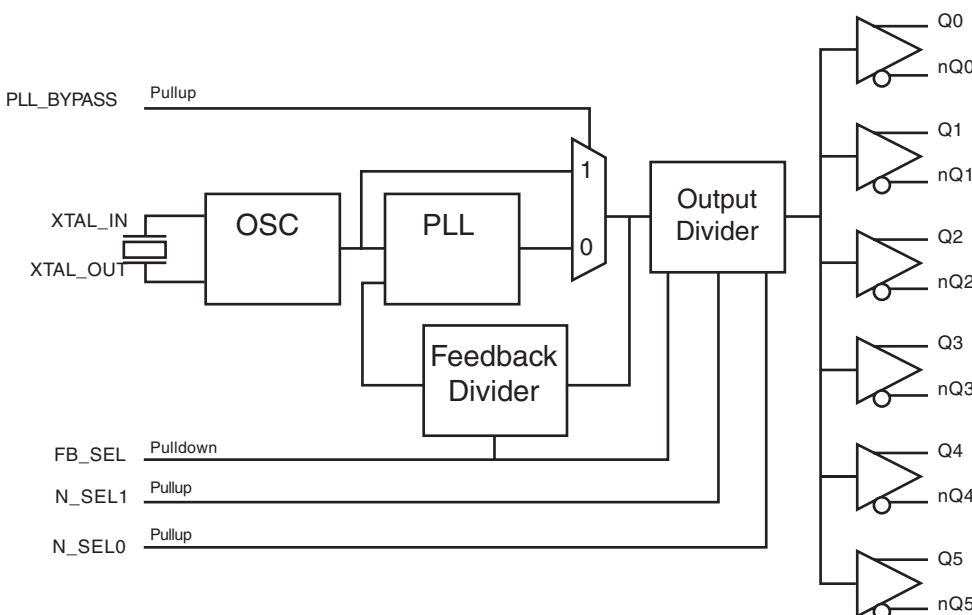 PLL_BYPASS
Pullup
XTAL_IN
XTAL_OUT
OSC
PLL
1
0
Output
Divider
Feedback
Divider
FB_SEL
Pulldown
N_SEL1
Pullup
N_SEL0
Pullup
Q0
nQ0
Q1
nQ1
Q2
nQ2
Q3
nQ3
Q4
nQ4
Q5
nQ5